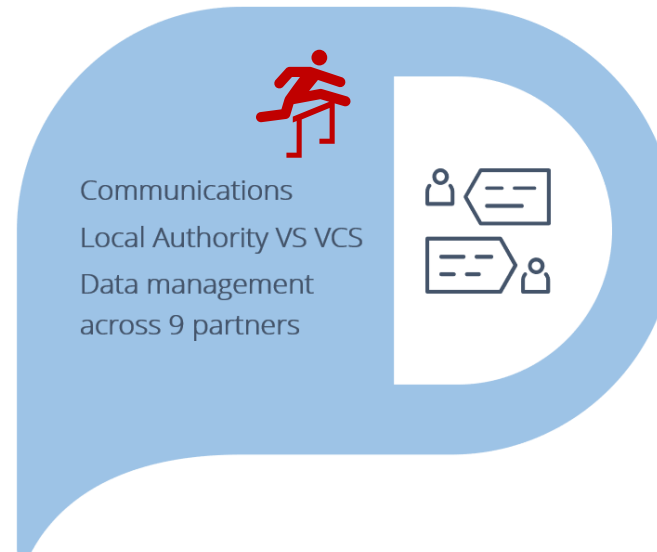 Communications
Local Authority VS VCS
Data management
across 9 partners